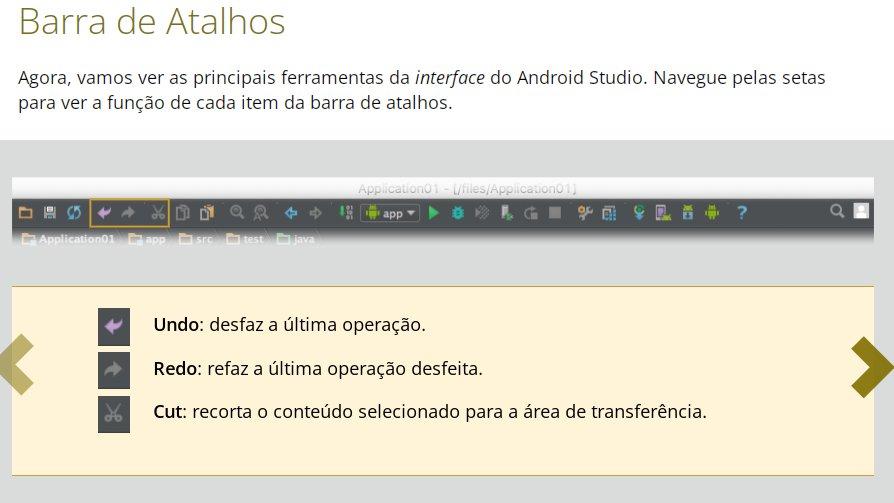 Barra de Atalhos
Agora, vamos ver as principais ferramentas da interface do Android Studio. Navegue pelas setas
para ver a função de cada item da barra de atalhos.
Application01 - [/files/Application01]
app
?
Application01 app src test java
Undo: desfaz a última operação.
Redo: refaz a última operação desfeita.
Cut: recorta o conteúdo selecionado para a área de transferência.